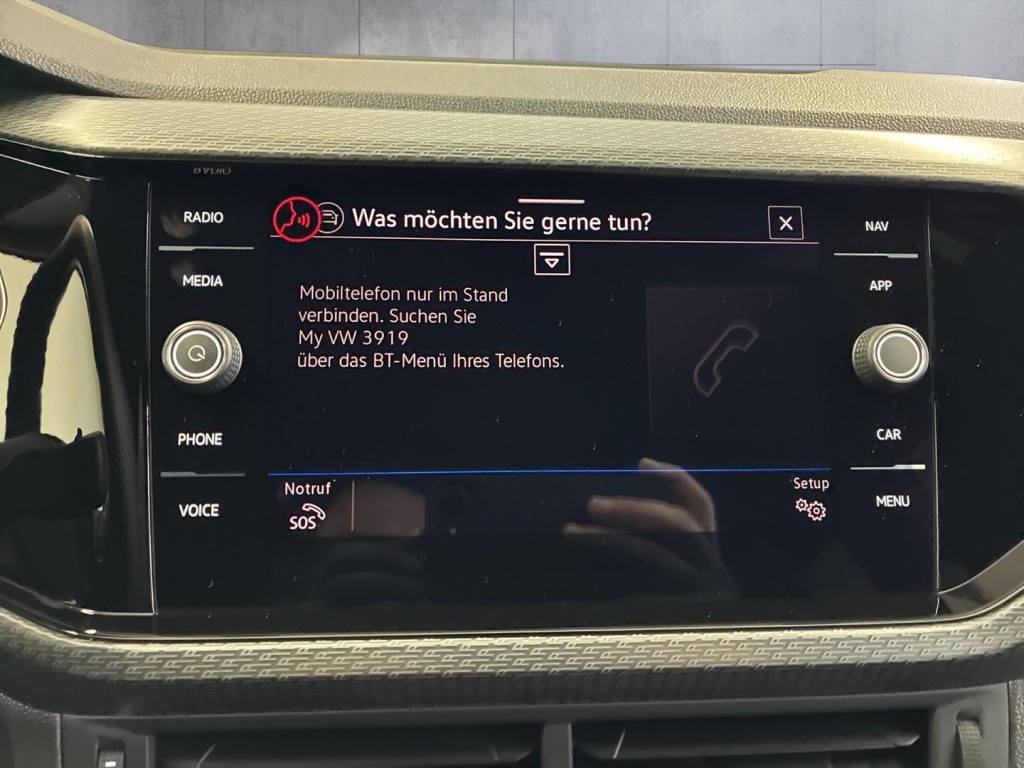 RADIO
MEDIA
PHONE
VOICE
Was möchten Sie gerne tun?
X
Mobiltelefon nur im Stand
verbinden. Suchen Sie
My VW 3919
über das BT-Menü Ihres Telefons.
Notruf
SOS
Setup
NAV
APP
CAR
MENU